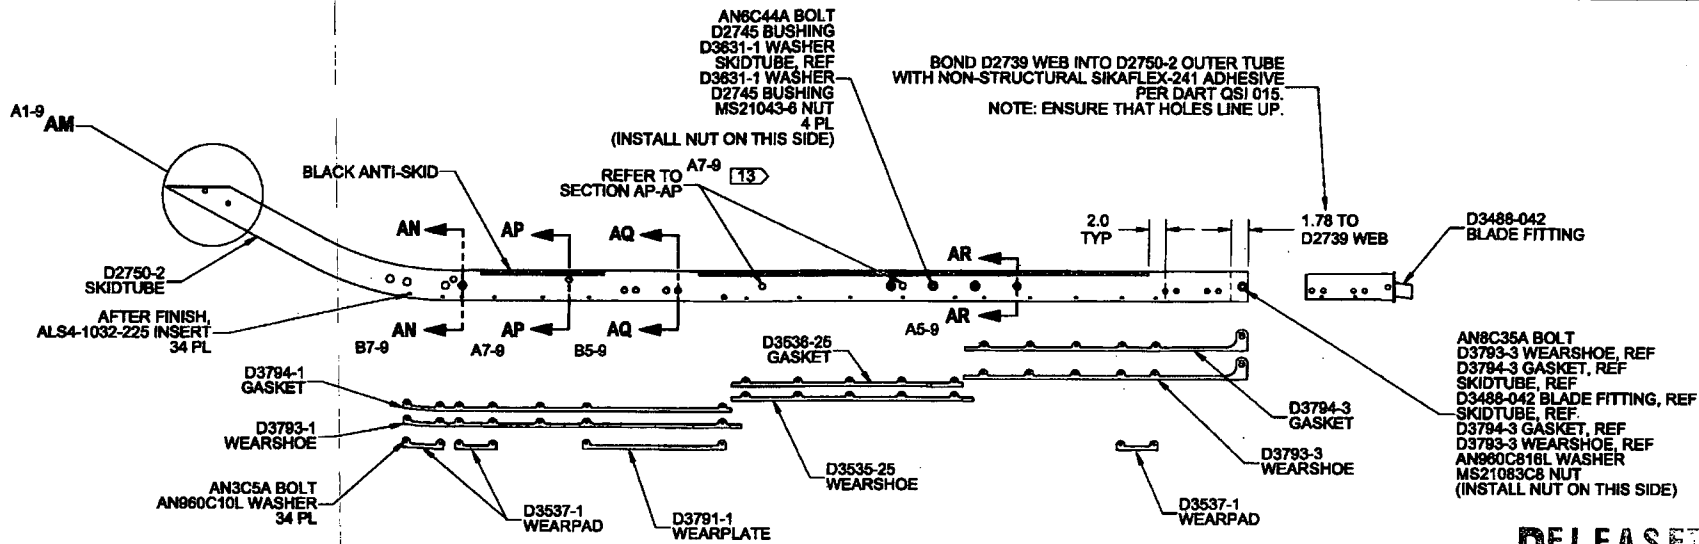 AN6C44A BOLT
D2745 BUSHING
D3631-1 WASHER
SKIDTUBE, REF
D3631-1 WASHER
D2745 BUSHING
MS21043-6 NUT
4 PL
(INSTALL NUT ON THIS SIDE)
BOND D2739 WEB INTO D2750-2 OUTER TUBE
WITH NON-STRUCTURAL SIKAFLEX-241 ADHESIVE
PER DART QSI 015.
NOTE: ENSURE THAT HOLES LINE UP.
A1-9
AM
BLACK ANTI-SKID
REFER TO A7-9 13
SECTION AP-AP
AN
AP
AQ
AR
2.0
TYP
1.78 TO
D2739 WEB
D3488-042
BLADE FITTING
D2750-2
SKIDTUBE
AFTER FINISH,
ALS4-1032-225 INSERT
34 PL
AN
AP
AQ
AR
B7-9
A7-9
B5-9
A5-9
D3794-1
GASKET
D3793-1
WEARSHOE
AN3C5A BOLT
AN960C10L WASHER
34 PL
D3537-1
WEARPAD
D3791-1
WEARPLATE
D3536-25
GASKET
D3535-25
WEARSHOE
D3794-3
GASKET
D3793-3
WEARSHOE
D3537-1
WEARPAD
AN8C35A BOLT
D3793-3 WEARSHOE, REF
D3794-3 GASKET, REF
SKIDTUBE, REF
D3488-042 BLADE FITTING, REF
SKIDTUBE, REF.
D3794-3 GASKET, REF
D3793-3 WEARSHOE, REF
AN960C816L WASHER
MS21083C8 NUT
(INSTALL NUT ON THIS SIDE)